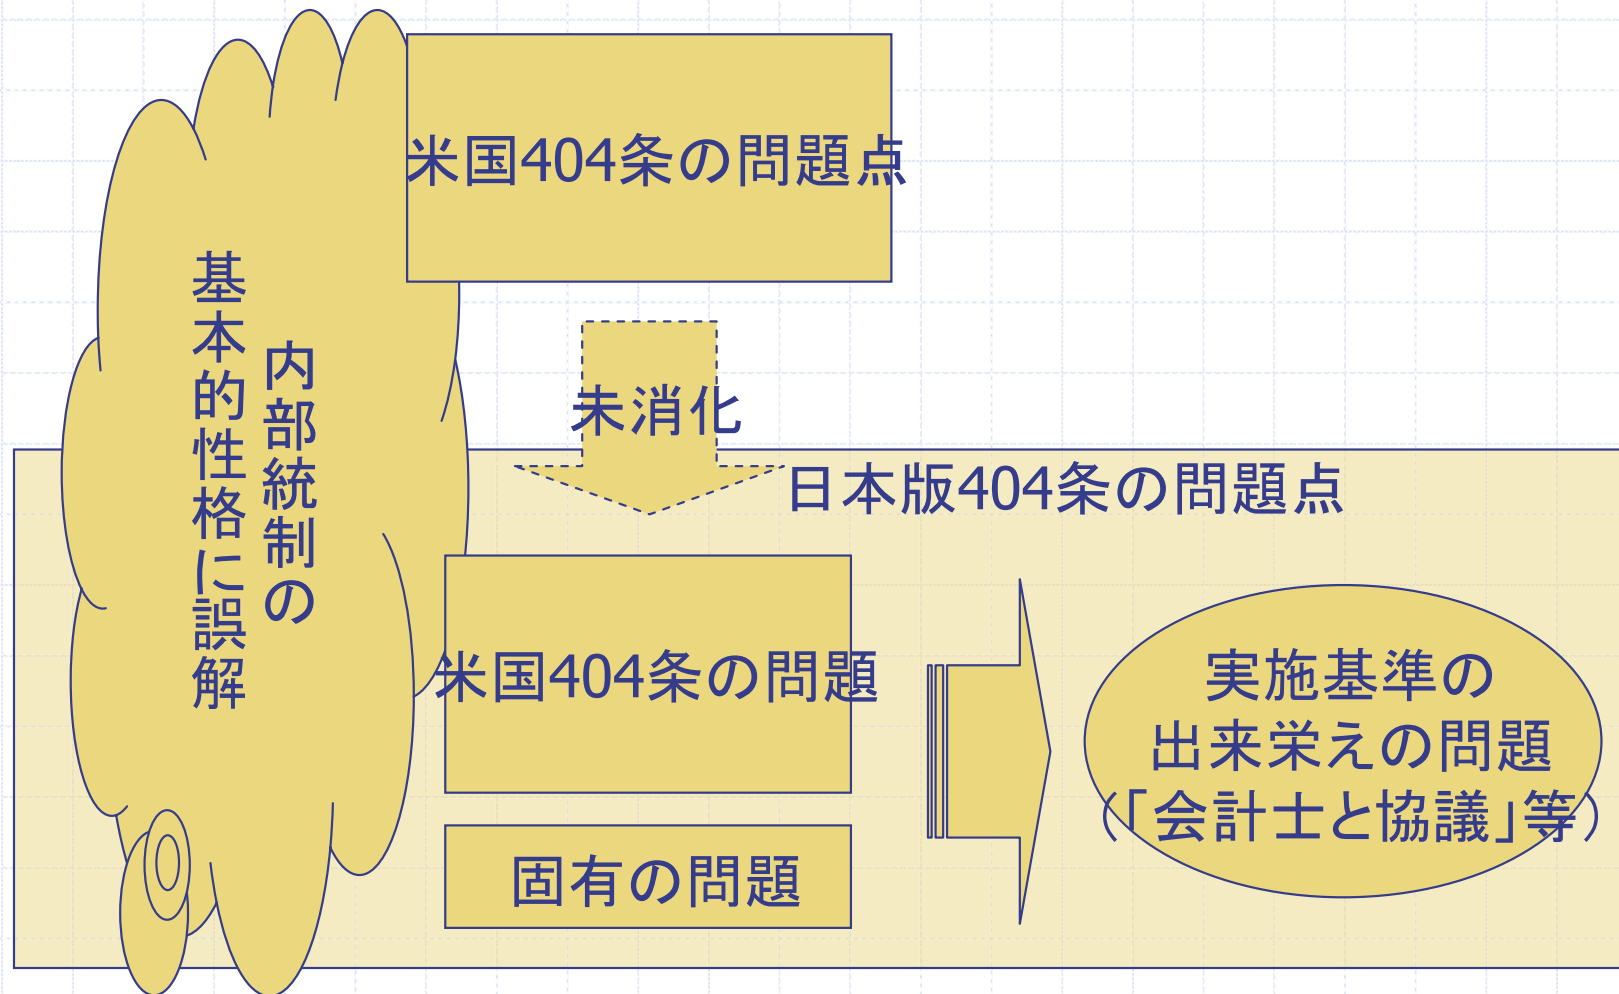 米国404条の問題点
内部統制の
基本的性格に誤解
未消化
日本版404条の問題点
米国404条の問題
固有の問題
実施基準の
出来栄えの問題
(「会計士と協議」等)